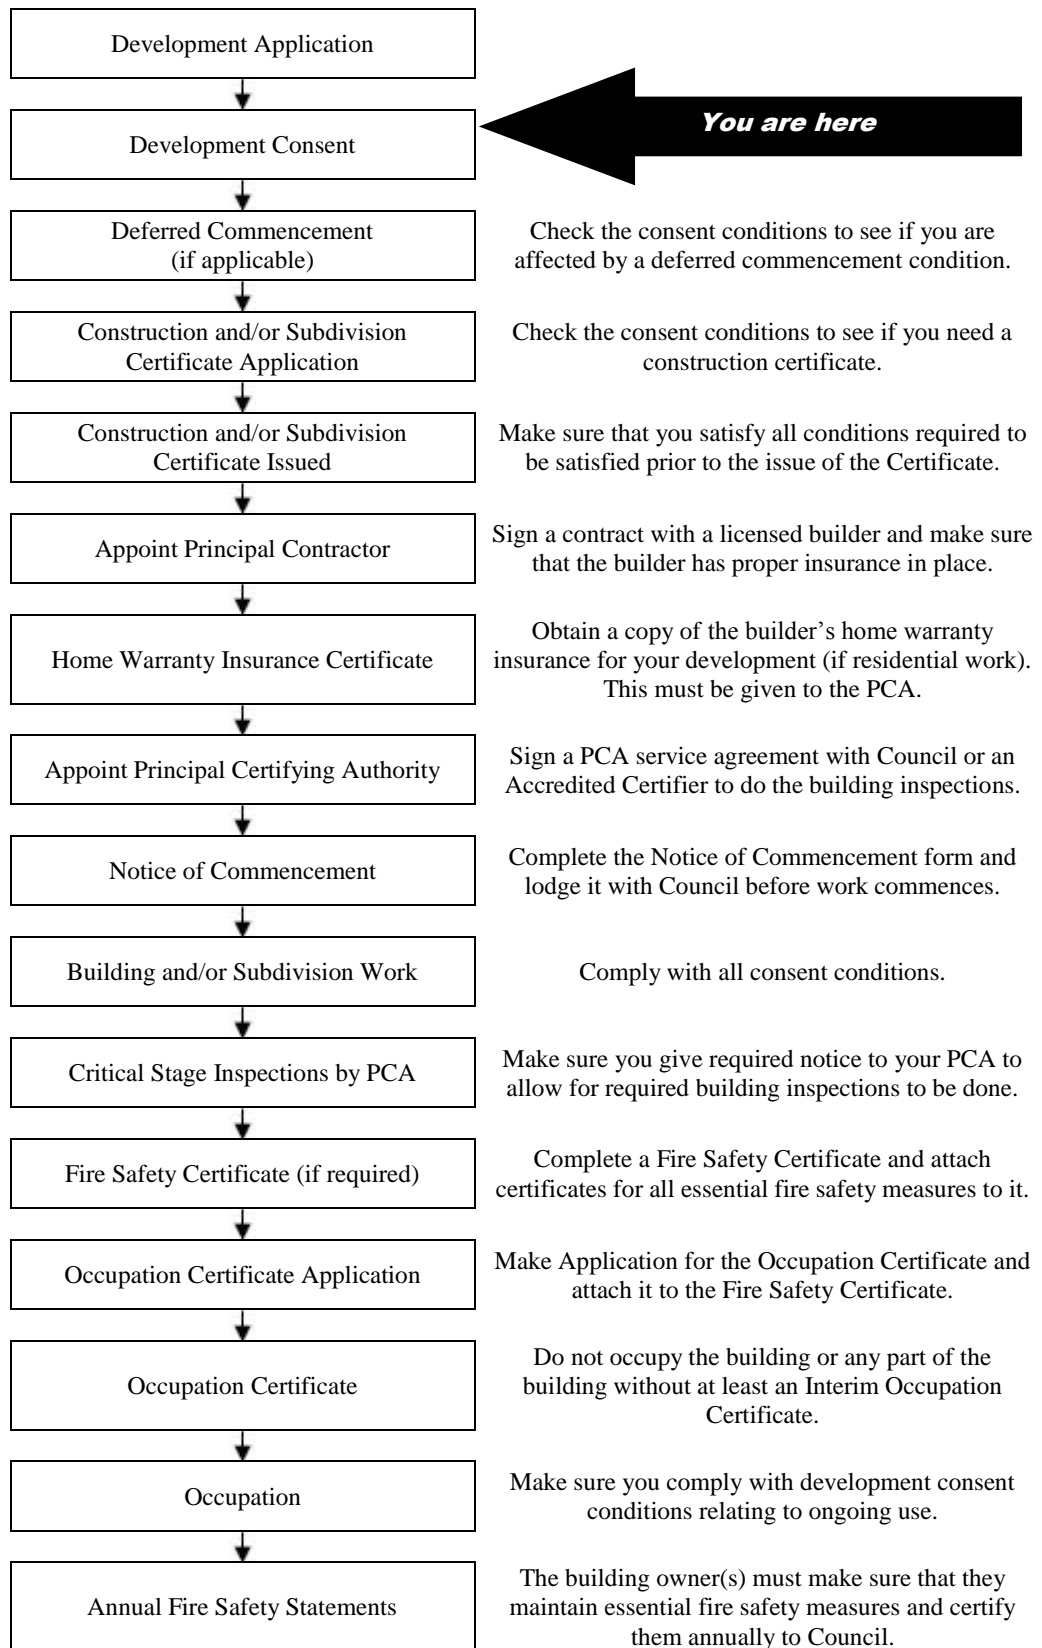 Development Application
Development Consent
You are here
Deferred Commencement
(if applicable)
Check the consent conditions to see if you are
affected by a deferred commencement condition.
Construction and/or Subdivision
Certificate Application
Check the consent conditions to see if you need a
construction certificate.
Construction and/or Subdivision
Certificate Issued
Make sure that you satisfy all conditions required to
be satisfied prior to the issue of the Certificate.
Appoint Principal Contractor
Sign a contract with a licensed builder and make sure
that the builder has proper insurance in place.
Home Warranty Insurance Certificate
Obtain a copy of the builder’s home warranty
insurance for your development (if residential work).
This must be given to the PCA.
Appoint Principal Certifying Authority
Sign a PCA service agreement with Council or an
Accredited Certifier to do the building inspections.
Notice of Commencement
Complete the Notice of Commencement form and
lodge it with Council before work commences.
Building and/or Subdivision Work
Comply with all consent conditions.
Critical Stage Inspections by PCA
Make sure you give required notice to your PCA to
allow for required building inspections to be done.
Fire Safety Certificate (if required)
Complete a Fire Safety Certificate and attach
certificates for all essential fire safety measures to it.
Occupation Certificate Application
Make Application for the Occupation Certificate and
attach it to the Fire Safety Certificate.
Occupation Certificate
Do not occupy the building or any part of the
building without at least an Interim Occupation
Certificate.
Occupation
Make sure you comply with development consent
conditions relating to ongoing use.
Annual Fire Safety Statements
The building owner(s) must make sure that they
maintain essential fire safety measures and certify
them annually to Council.